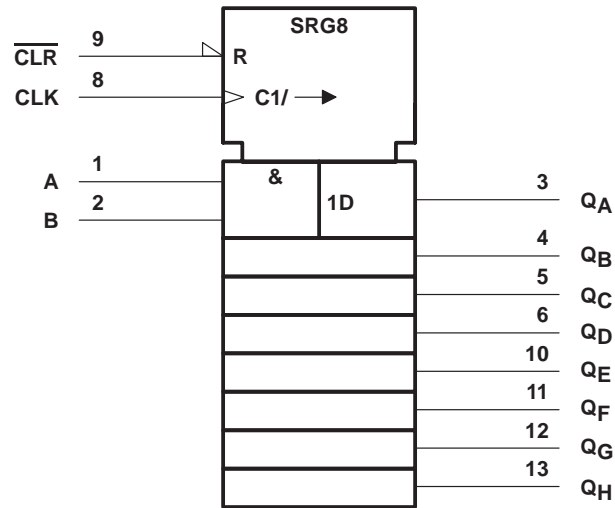 SRG8
CLR 9 R
CLK 8 C1/
A 1 & 1D 3 QA
B 2
4 QB
5 QC
6 QD
10 QE
11 QF
12 QG
13 QH